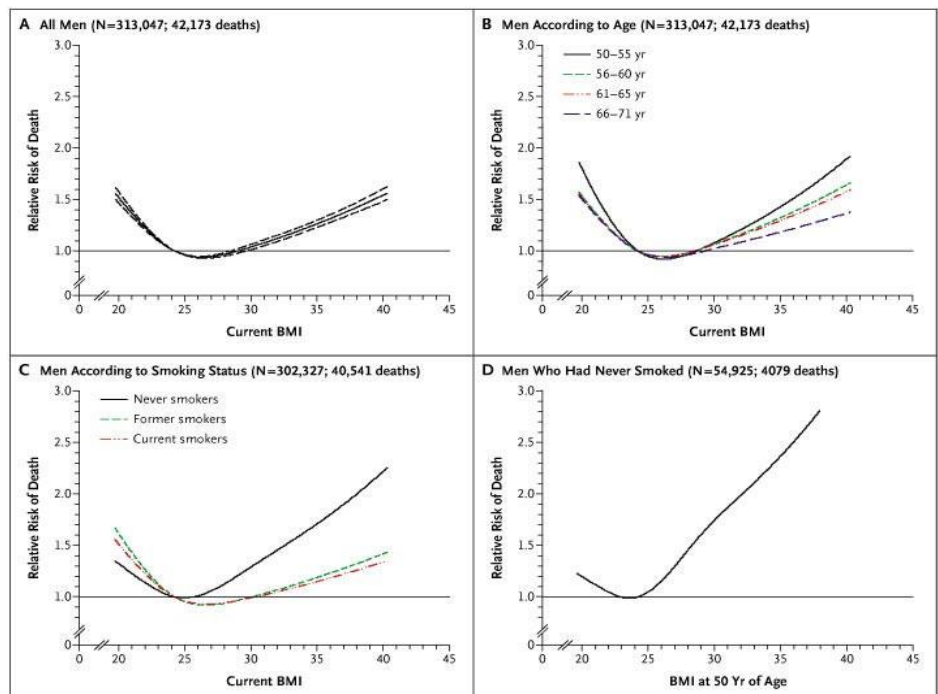 A All Men (N=313,047; 42,173 deaths)
3.0
2.5
2.0
1.5
1.0
0
Relative Risk of Death
0 20 25 30 35 40 45
Current BMI
B Men According to Age (N=313,047; 42,173 deaths)
3.0
2.5
2.0
1.5
1.0
0
Relative Risk of Death
50–55 yr
56–60 yr
61–65 yr
66–71 yr
0 20 25 30 35 40 45
Current BMI
C Men According to Smoking Status (N=302,327; 40,541 deaths)
3.0
2.5
2.0
1.5
1.0
0
Relative Risk of Death
Never smokers
Former smokers
Current smokers
0 20 25 30 35 40 45
Current BMI
D Men Who Had Never Smoked (N=54,925; 4079 deaths)
3.0
2.5
2.0
1.5
1.0
0
Relative Risk of Death
0 20 25 30 35 40 45
BMI at 50 Yr of Age